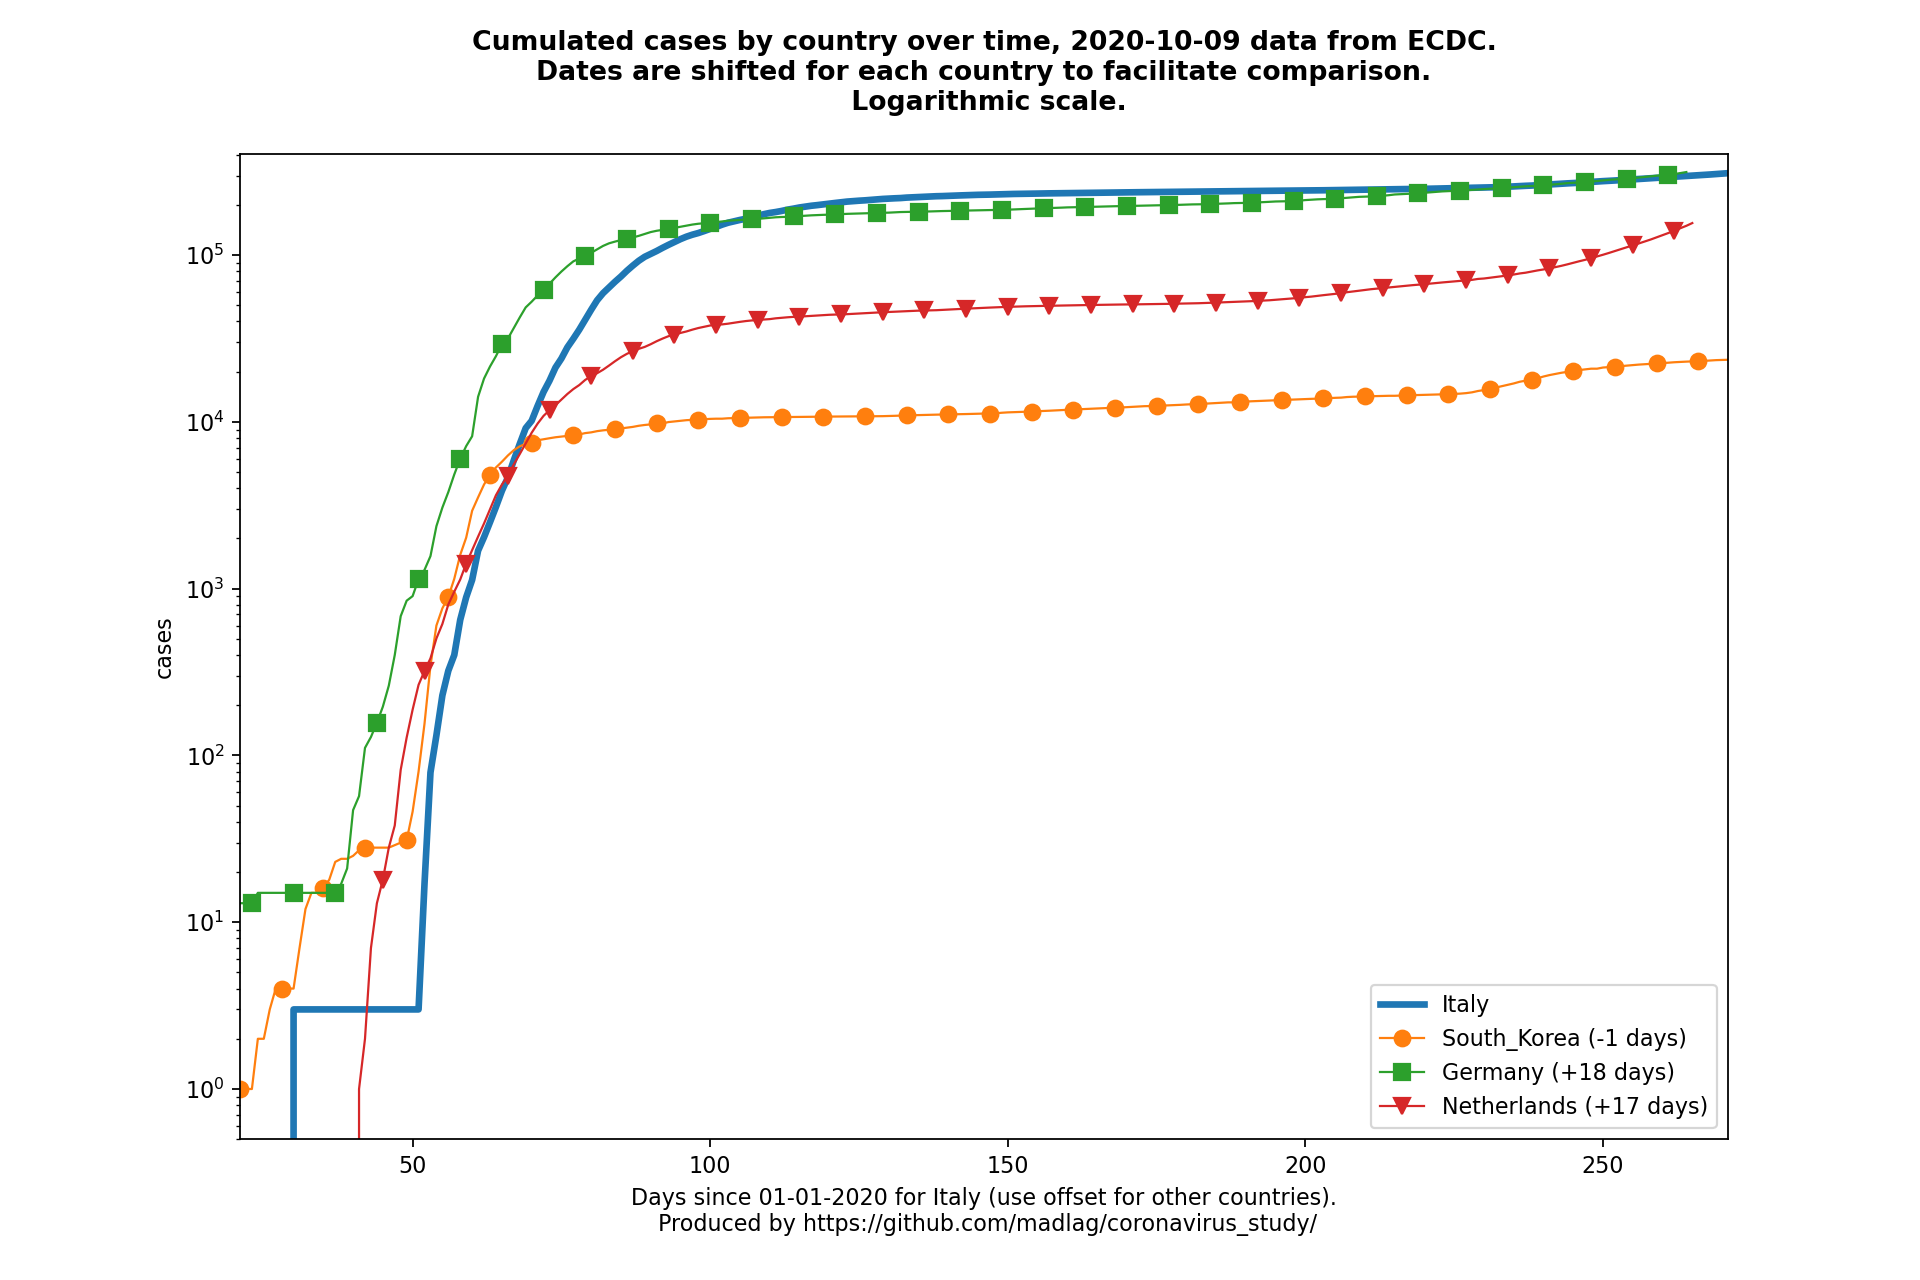 Cumulated cases by country over time, 2020-10-09 data from ECDC.
Dates are shifted for each country to facilitate comparison.
Logarithmic scale.
10^5
10^4
10^3
10^2
10^1
10^0
cases
Italy
South_Korea (-1 days)
Germany (+18 days)
Netherlands (+17 days)
50 100 150 200 250
Days since 01-01-2020 for Italy (use offset for other countries).
Produced by https://github.com/madlag/coronavirus_study/